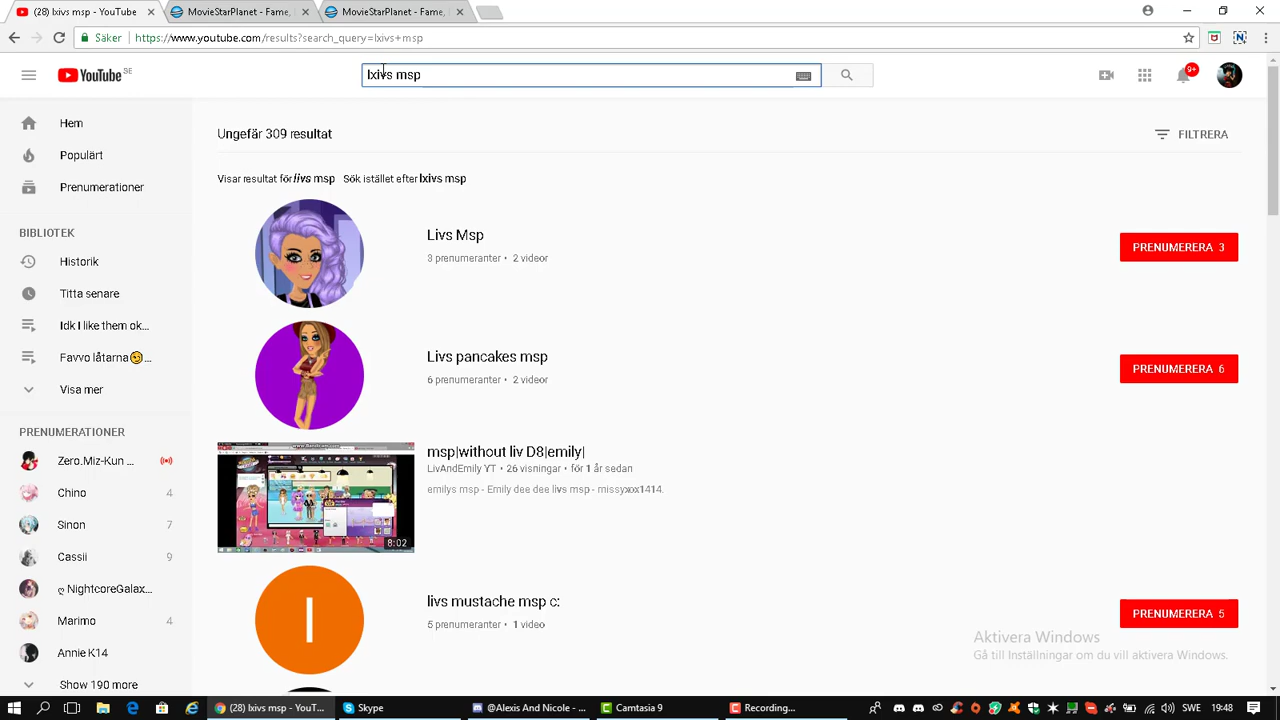 (28) lxivs msp - YouTube
MovieStarPlanet - Fame,
MovieStarPlanet - Fame,
Säker
https://www.youtube.com/results?search_query=lxivs+msp
YouTube SE
lxivs msp
9+
Hem
Populärt
Prenumerationer
BIBLIOTEK
Historik
Titta senare
Idk I like them ok...
Favvo låtarna😉...
Visa mer
PRENUMERATIONER
Yuu-Miz-Kun ...
Chino 4
Sinon 7
Cassii 9
ღ NightcoreGalax...
Marimo 4
Annie K14
Show 190 more
Ungefär 309 resultat
FILTRERA
Visar resultat för livs msp Sök istället efter lxivs msp
Livs Msp
3 prenumeranter • 2 videor
PRENUMERERA 3
Livs pancakes msp
6 prenumeranter • 2 videor
PRENUMERERA 6
msp|without liv D8|emily|
LivAndEmily YT • 26 visningar • för 1 år sedan
emilys msp - Emily dee dee livs msp - missyxox1414.
8:02
I
livs mustache msp c:
5 prenumeranter • 1 video
PRENUMERERA 5
Aktivera Windows
Gå till Inställningar om du vill aktivera Windows.
(28) lxivs msp - YouT...
Skype
@Alexis And Nicole - ...
Camtasia 9
Recording...
SWE
19:48